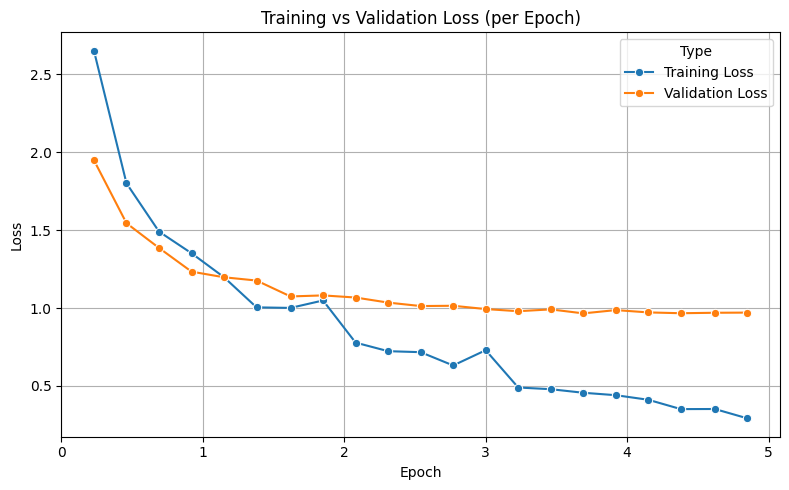 Training vs Validation Loss (per Epoch)
Type
Training Loss
Validation Loss
Loss
2.5
2.0
1.5
1.0
0.5
0
1
2
3
4
5
Epoch